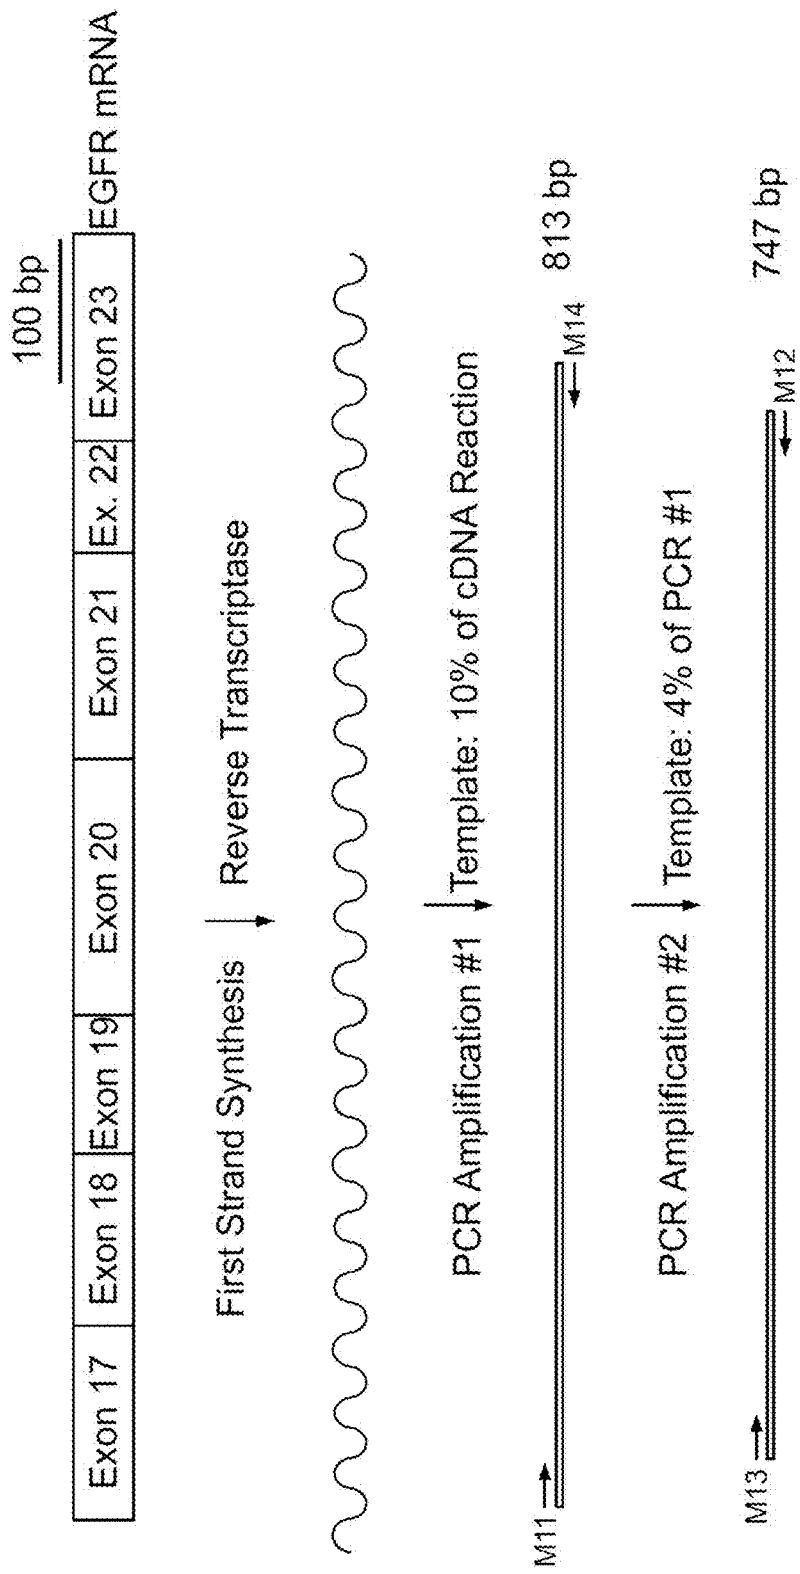 100 bp
Exon 17 Exon 18 Exon 19 Exon 20 Exon 21 Ex. 22 Exon 23 EGFR mRNA
First Strand Synthesis Reverse Transcriptase
PCR Amplification #1 Template: 10% of cDNA Reaction
M11 813 bp
M14
PCR Amplification #2 Template: 4% of PCR #1
M13 747 bp
M12